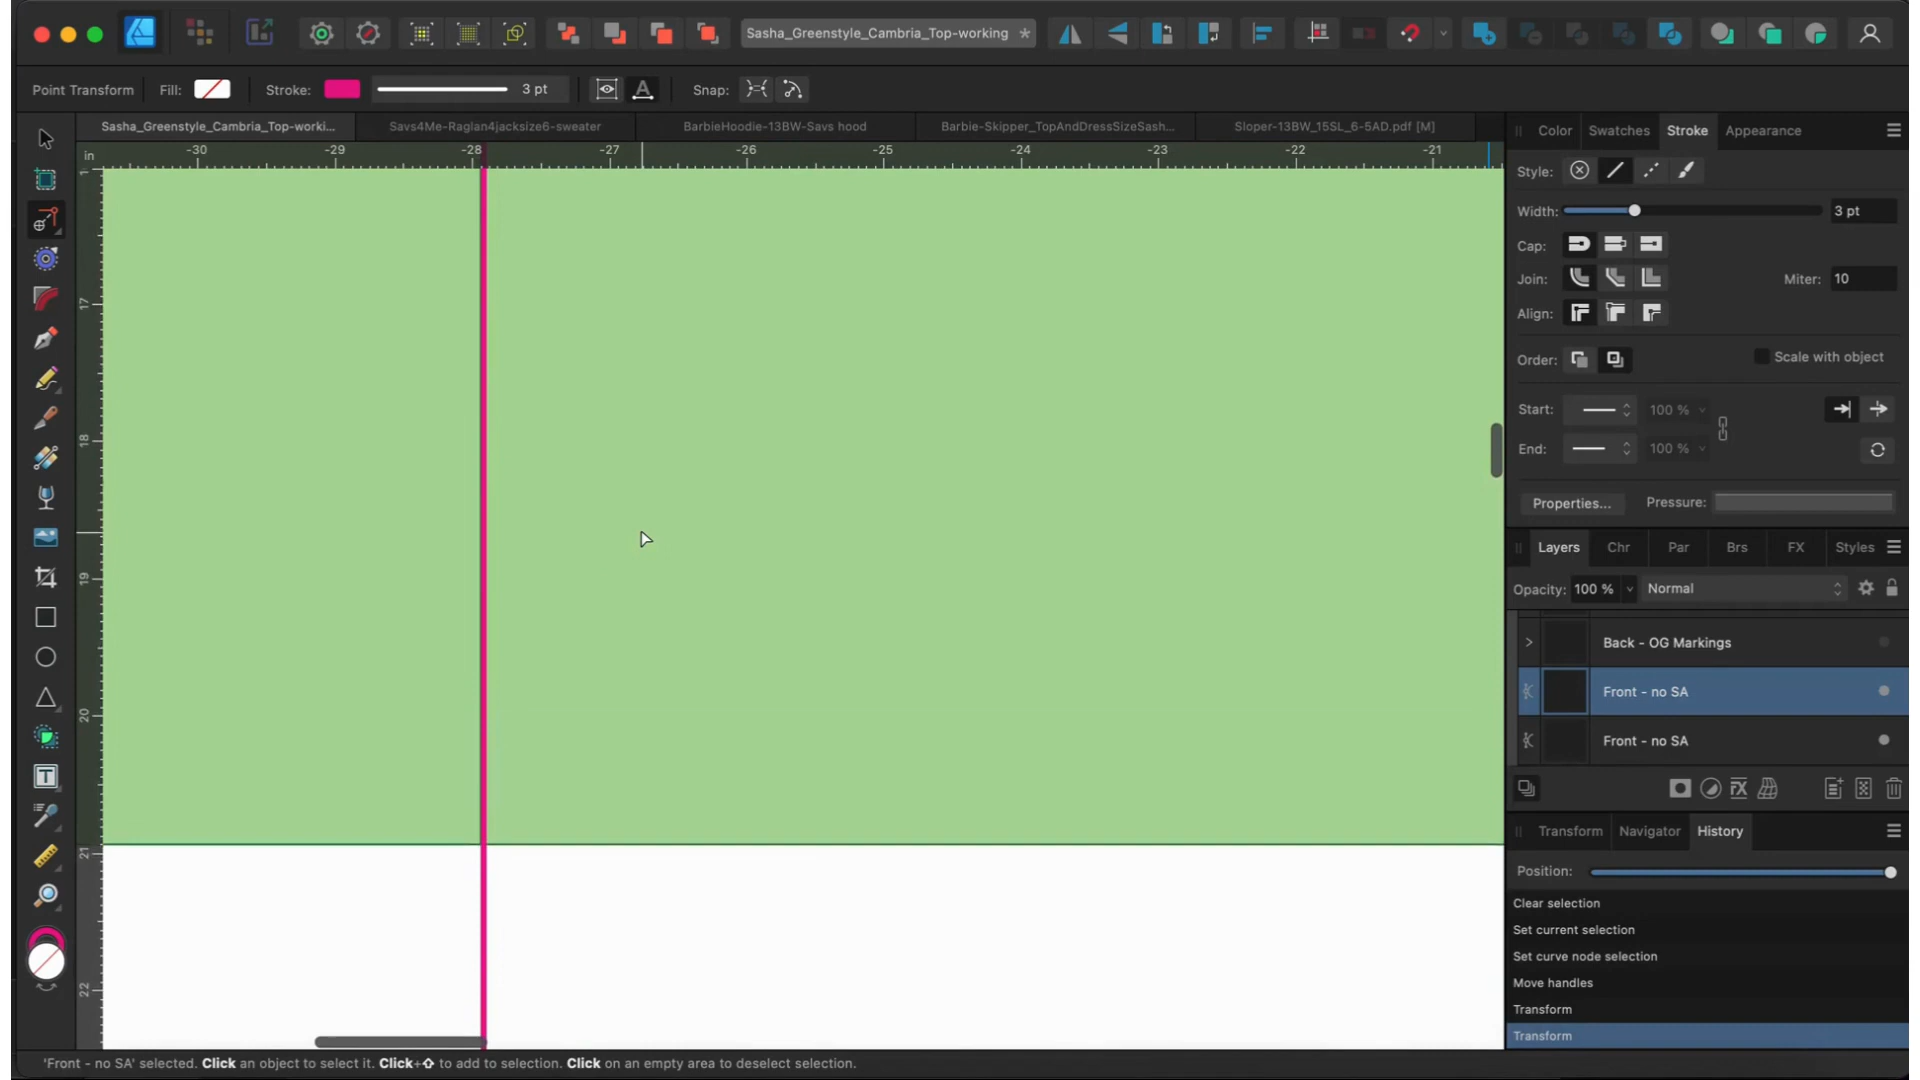 Sasha_Greenstyle_Cambria_Top-working *
Point Transform Fill: Stroke: 3 pt A Snap:
Sasha_Greenstyle_Cambria_Top-worki... Savs4Me-Raglan4jacksize6-sweater BarbieHoodie-13BW-Savs hood Barbie-Skipper_TopAndDressSizeSash... Sloper-13BW_15SL_6-5AD.pdf [M]
in -30 -29 -28 -27 -26 -25 -24 -23 -22 -21
17
18
19
20
21
22
Color Swatches Stroke Appearance
Style:
Width: 3 pt
Cap:
Join: Miter: 10
Align:
Order: Scale with object
Start: 100 %
End: 100 %
Properties... Pressure:
Layers Chr Par Brs FX Styles
Opacity: 100 % Normal
Back - OG Markings
Front - no SA
Front - no SA
FX
Transform Navigator History
Position:
Clear selection
Set current selection
Set curve node selection
Move handles
Transform
Transform
'Front - no SA' selected. Click an object to select it. Click+⇧ to add to selection. Click on an empty area to deselect selection.